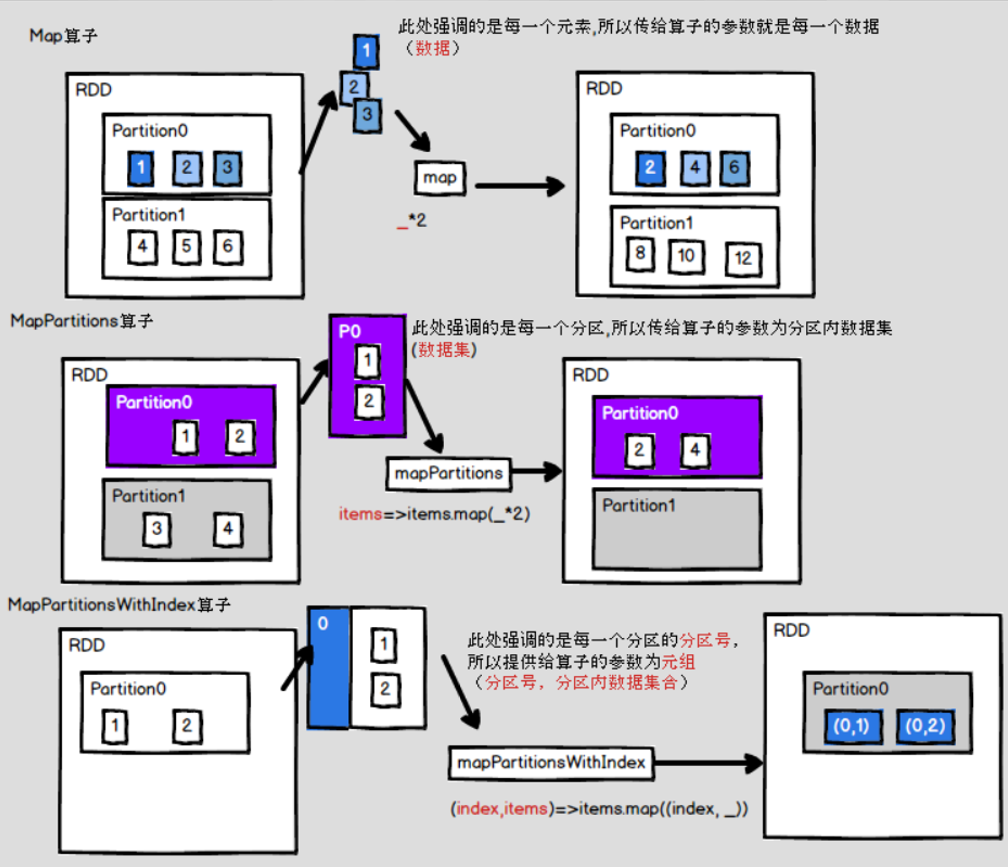 Map算子
此处强调的是每一个元素,所以传给算子的参数就是每一个数据
（数据）
RDD
Partition0
1 2 3
Partition1
4 5 6
1
2
3
map
_*2
RDD
Partition0
2 4 6
Partition1
8 10 12
MapPartitions算子
此处强调的是每一个分区,所以传给算子的参数为分区内数据集
(数据集)
RDD
Partition0
1 2
Partition1
3 4
P0
1
2
mapPartitions
items=>items.map(_*2)
RDD
Partition0
2 4
Partition1
MapPartitionsWithIndex算子
RDD
Partition0
1 2
0
1
2
此处强调的是每一个分区的分区号，
所以提供给算子的参数为元组
（分区号，分区内数据集合）
mapPartitionsWithIndex
(index,items)=>items.map((index, _))
RDD
Partition0
(0,1) (0,2)